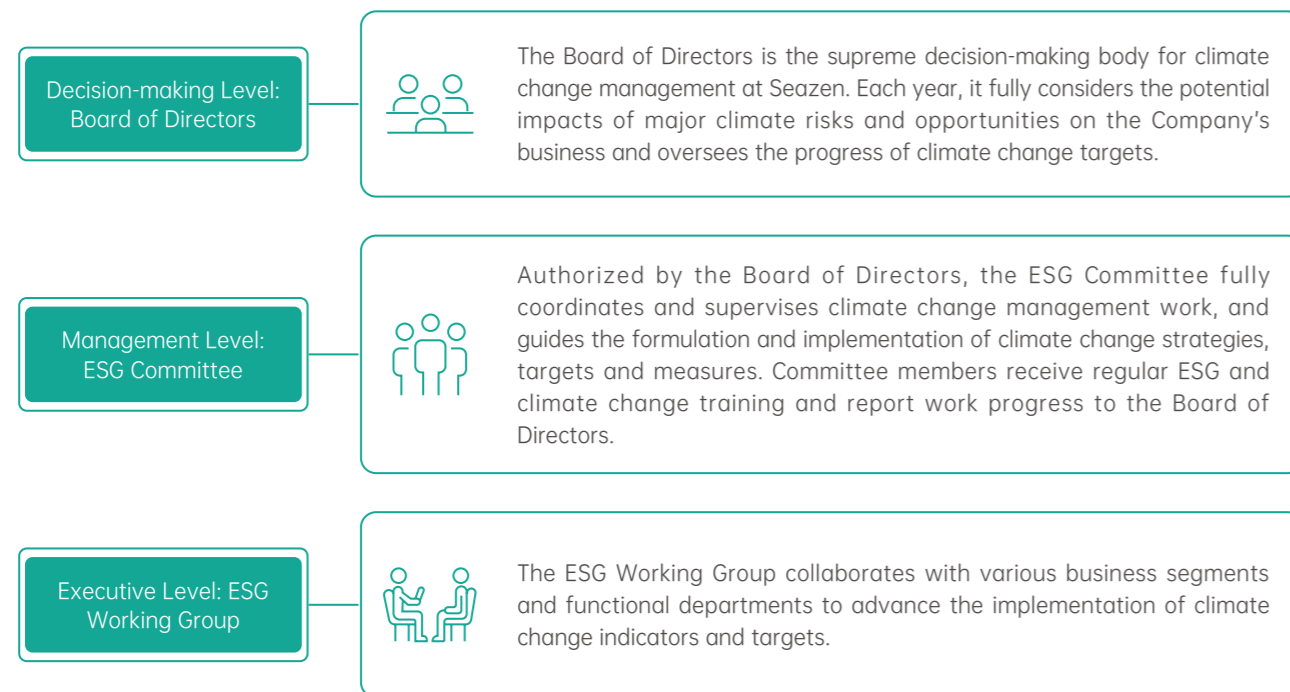 Decision-making Level:
Board of Directors
The Board of Directors is the supreme decision-making body for climate
change management at Seazen. Each year, it fully considers the potential
impacts of major climate risks and opportunities on the Company's
business and oversees the progress of climate change targets.
Management Level:
ESG Committee
Authorized by the Board of Directors, the ESG Committee fully
coordinates and supervises climate change management work, and
guides the formulation and implementation of climate change strategies,
targets and measures. Committee members receive regular ESG and
climate change training and report work progress to the Board of
Directors.
Executive Level: ESG
Working Group
The ESG Working Group collaborates with various business segments
and functional departments to advance the implementation of climate
change indicators and targets.